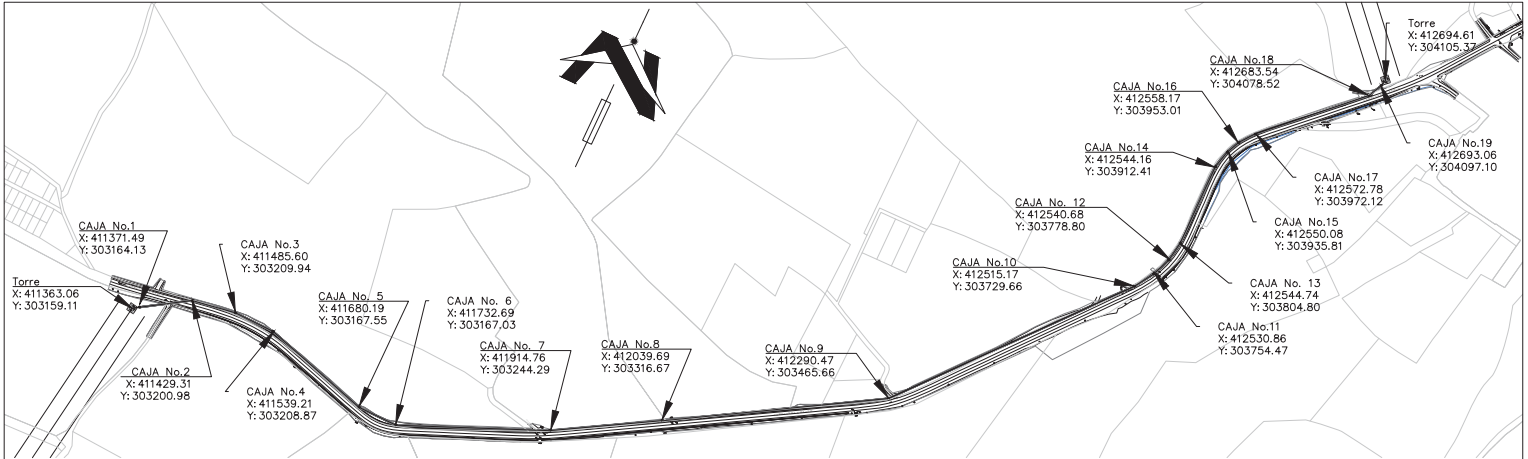 Torre
X: 412694.61
Y: 304105.37
CAJA No.18
X: 412683.54
Y: 304078.52
CAJA No.16
X: 412558.17
Y: 303953.01
CAJA No.14
X: 412544.16
Y: 303912.41
CAJA No.19
X: 412693.06
Y: 304097.10
CAJA No.17
X: 412572.78
Y: 303972.12
CAJA No. 12
X: 412540.68
Y: 303778.80
CAJA No.15
X: 412550.08
Y: 303935.81
CAJA No.1
X: 411371.49
Y: 303164.13
CAJA No.3
X: 411485.60
Y: 303209.94
CAJA No.10
X: 412515.17
Y: 303729.66
Torre
X: 411363.06
Y: 303159.11
CAJA No. 5
X: 411680.19
Y: 303167.55
CAJA No. 6
X: 411732.69
Y: 303167.03
CAJA No. 13
X: 412544.74
Y: 303804.80
CAJA No.11
X: 412530.86
Y: 303754.47
CAJA No. 7
X: 411914.76
Y: 303244.29
CAJA No.8
X: 412039.69
Y: 303316.67
CAJA No.9
X: 412290.47
Y: 303465.66
CAJA No.2
X: 411429.31
Y: 303200.98
CAJA No.4
X: 411539.21
Y: 303208.87